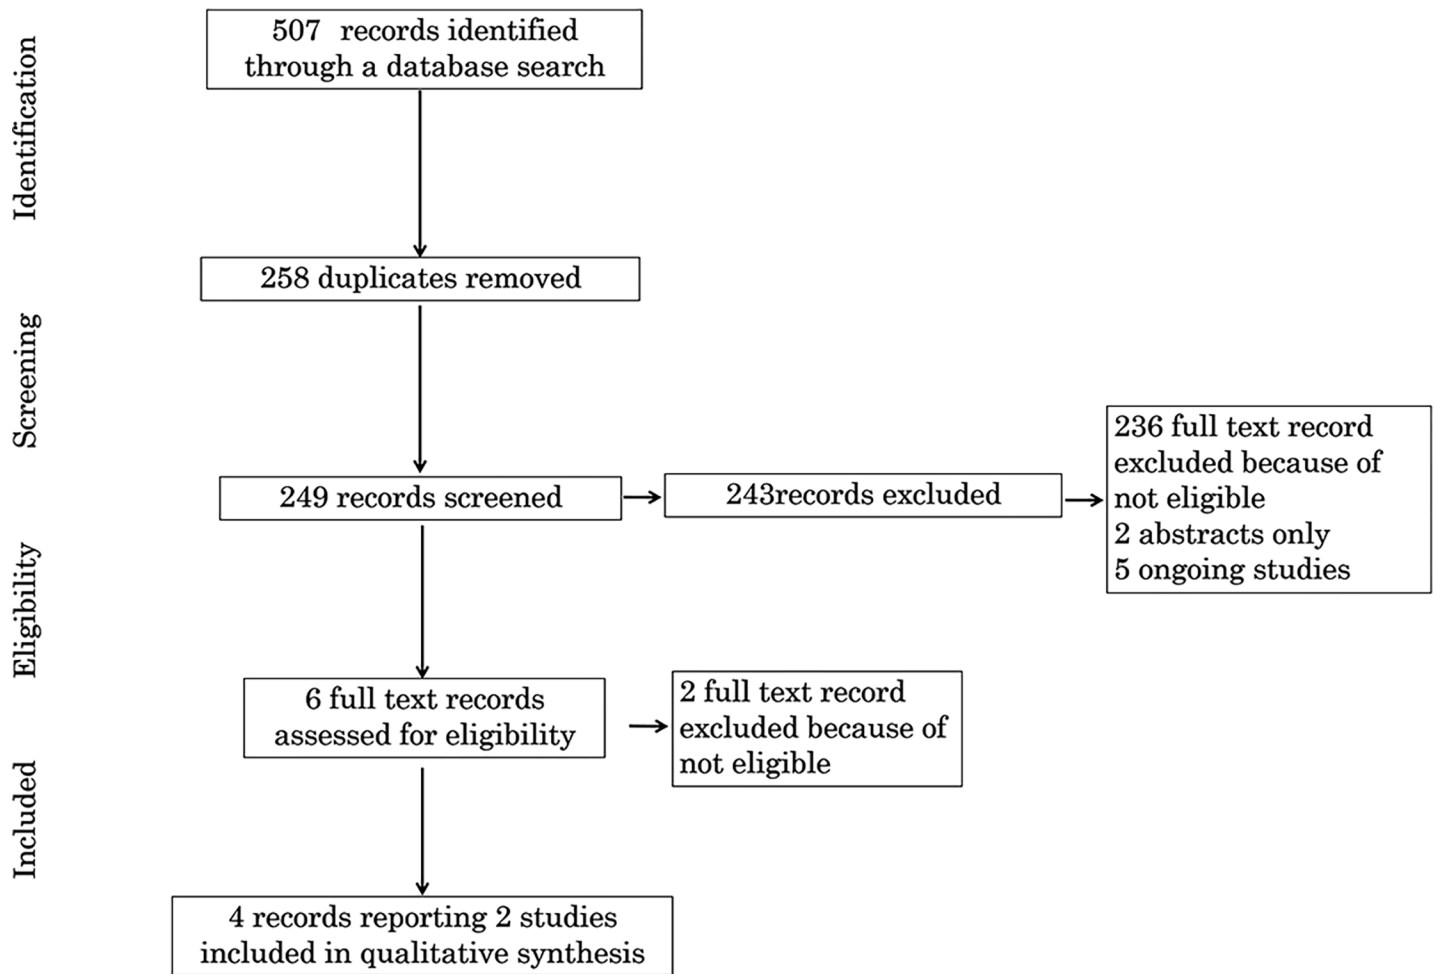 Identification
507 records identified
through a database search
258 duplicates removed
Screening
249 records screened
243records excluded
236 full text record
excluded because of
not eligible
2 abstracts only
5 ongoing studies
Eligibility
6 full text records
assessed for eligibility
2 full text record
excluded because of
not eligible
Included
4 records reporting 2 studies
included in qualitative synthesis